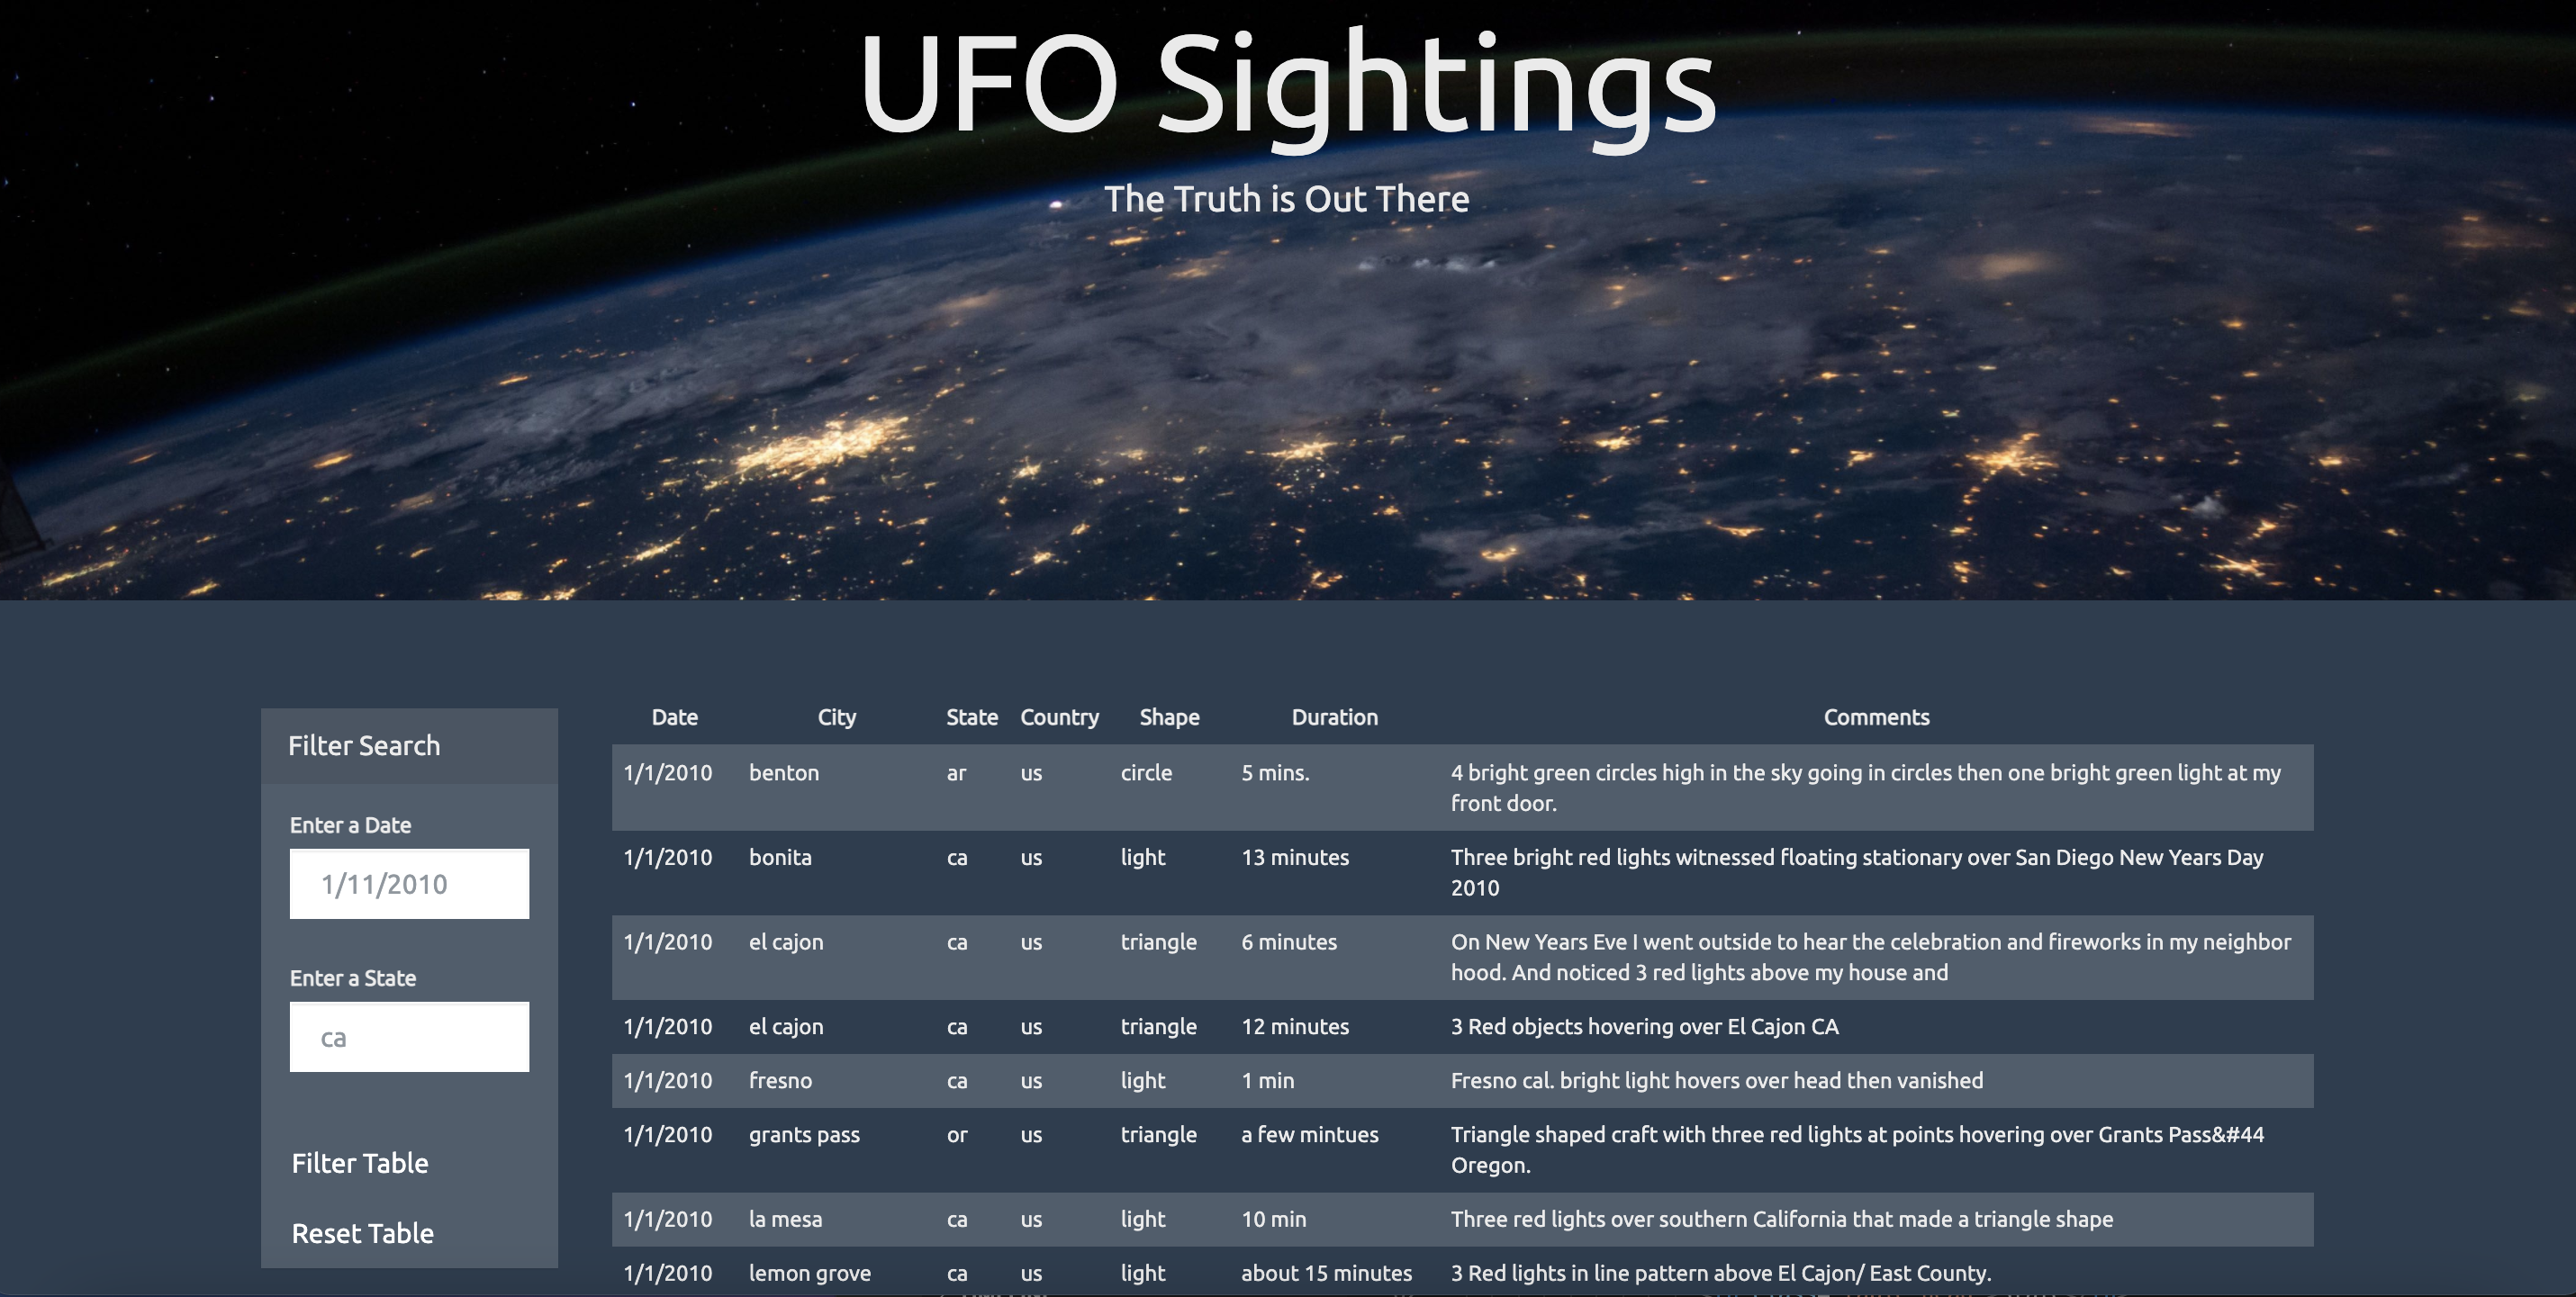 UFO Sightings
The Truth is Out There
Filter Search
Enter a Date
1/11/2010
Enter a State
ca
Filter Table
Reset Table
Date City State Country Shape Duration Comments
1/1/2010 benton ar us circle 5 mins. 4 bright green circles high in the sky going in circles then one bright green light at my
front door.
1/1/2010 bonita ca us light 13 minutes Three bright red lights witnessed floating stationary over San Diego New Years Day
2010
1/1/2010 el cajon ca us triangle 6 minutes On New Years Eve I went outside to hear the celebration and fireworks in my neighbor
hood. And noticed 3 red lights above my house and
1/1/2010 el cajon ca us triangle 12 minutes 3 Red objects hovering over El Cajon CA
1/1/2010 fresno ca us light 1 min Fresno cal. bright light hovers over head then vanished
1/1/2010 grants pass or us triangle a few mintues Triangle shaped craft with three red lights at points hovering over Grants Pass&#44
Oregon.
1/1/2010 la mesa ca us light 10 min Three red lights over southern California that made a triangle shape
1/1/2010 lemon grove ca us light about 15 minutes 3 Red lights in line pattern above El Cajon/ East County.